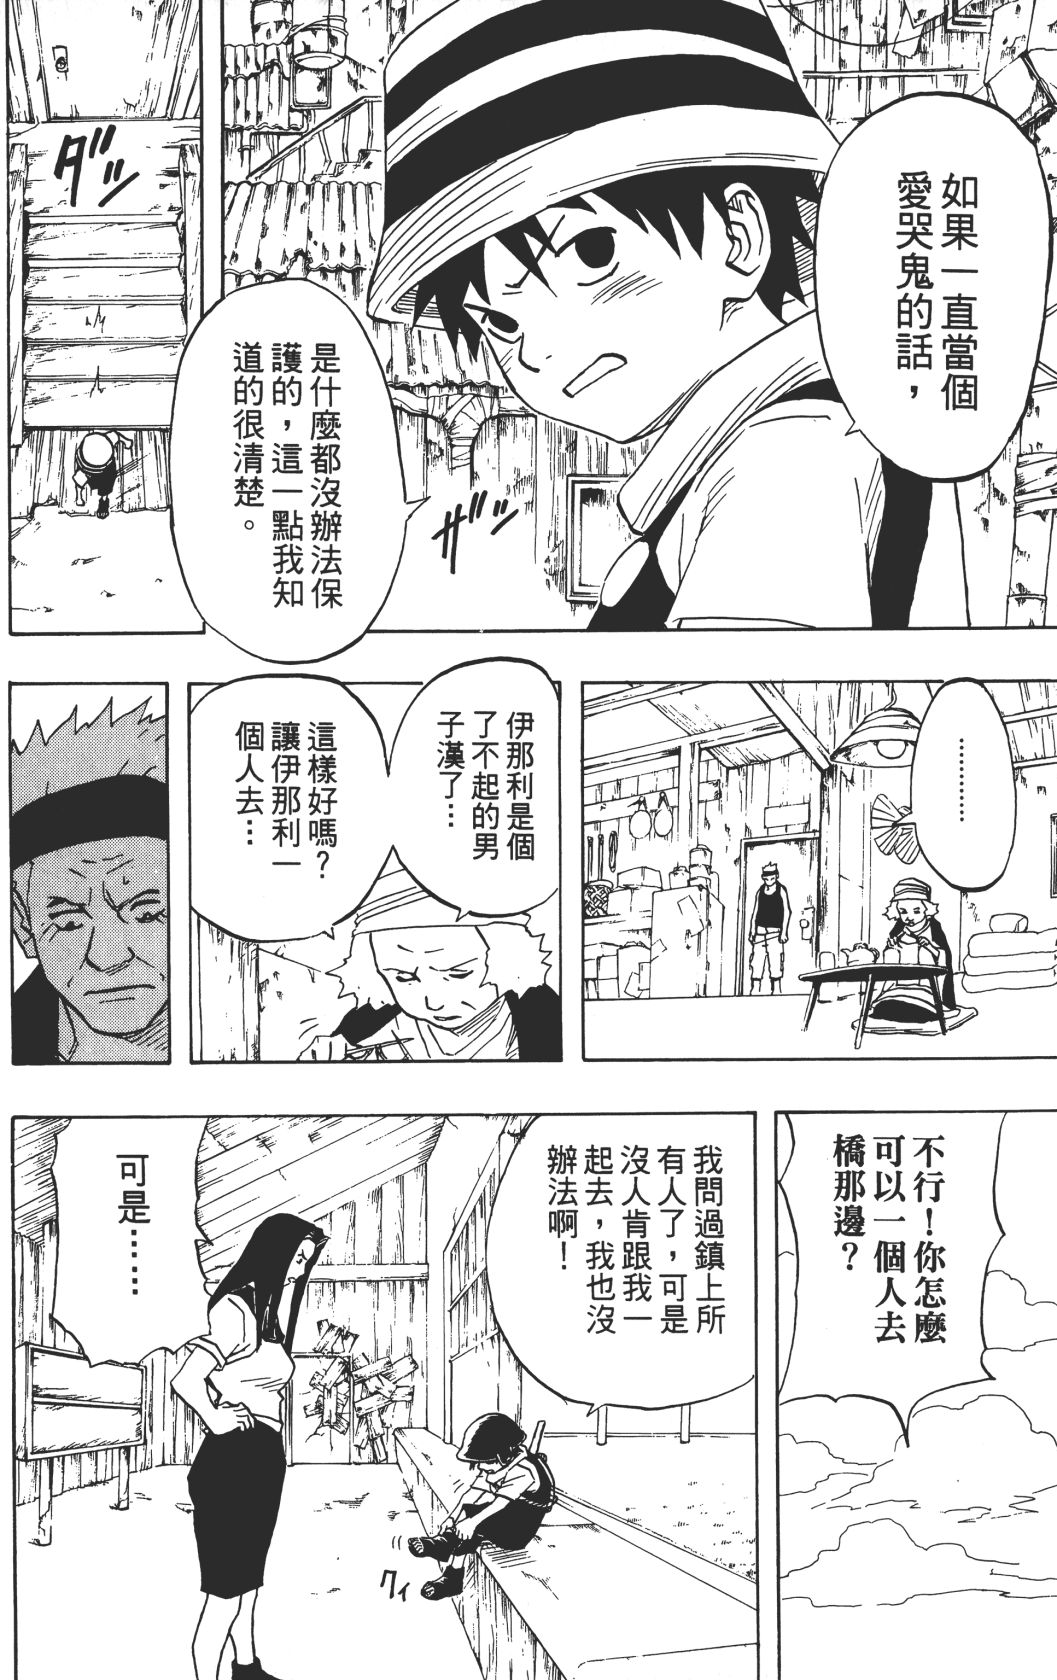 如果一直當個
愛哭鬼的話，
ザッ
是什麼都沒辦法保
護的，這一點我知
道的很清楚。
ダッ
…………
伊那利是個
了不起的男
子漢了…
這樣好嗎？
讓伊那利一
個人去…
不行！你怎麼
可以一個人去
橋那邊？
我問過鎮上所
有人了，可是
沒人肯跟我一
起去，我也沒
辦法啊！
クイ
可是……